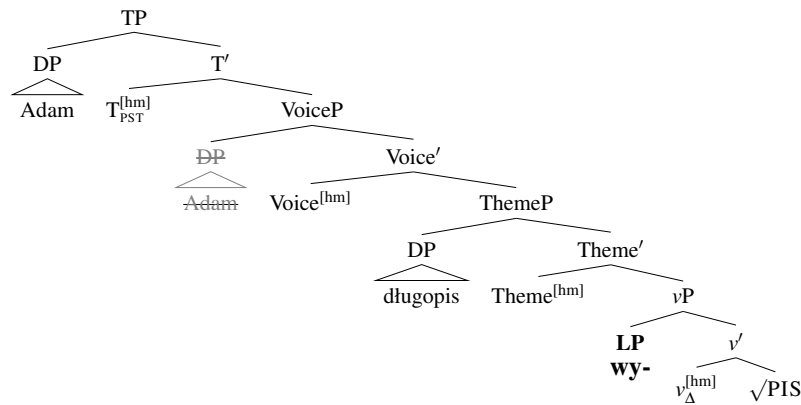 TP
DP T′
Adam T[hm]PST VoiceP
DP Voice′
Adam Voice[hm] ThemeP
DP Theme′
długopis Theme[hm] vP
LP v′
wy-
v[hm]Δ √PIS